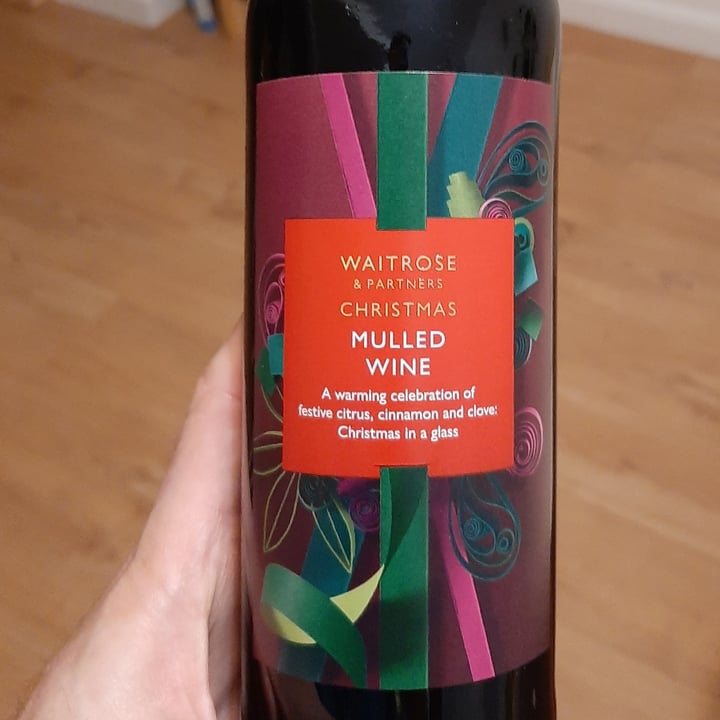 WAITROSE
& PARTNERS
CHRISTMAS
MULLED
WINE
A warming celebration of
festive citrus, cinnamon and clove:
Christmas in a glass